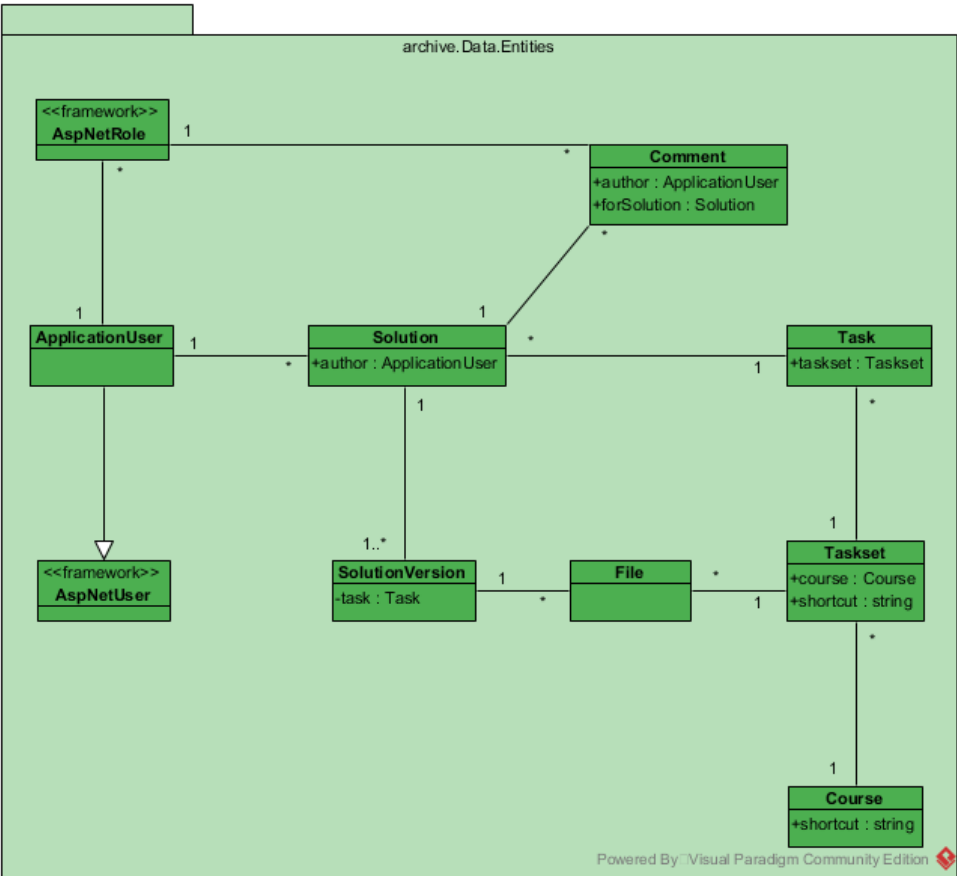 archive.Data.Entities
<<framework>>
AspNetRole
1
*
*
Comment
+author : ApplicationUser
+forSolution : Solution
*
1
1
ApplicationUser
1
*
Solution
+author : ApplicationUser
*
1
Task
+taskset : Taskset
1
*
1..*
1
<<framework>>
AspNetUser
SolutionVersion
-task : Task
1
*
File
*
1
Taskset
+course : Course
+shortcut : string
*
1
Course
+shortcut : string
Powered By Visual Paradigm Community Edition